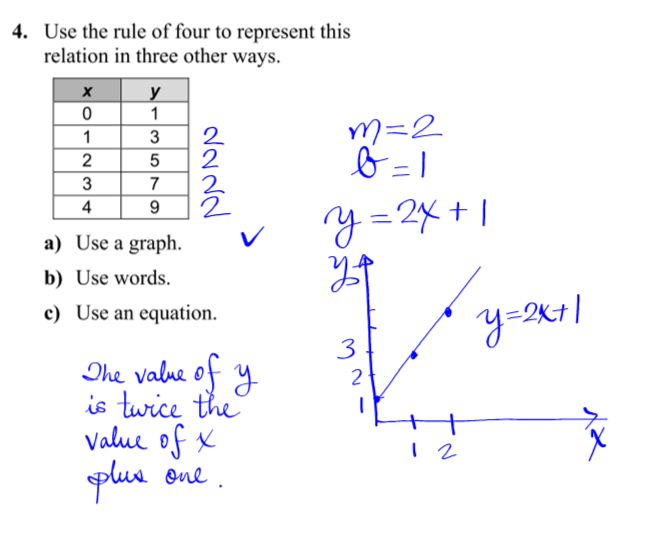 4. Use the rule of four to represent this
relation in three other ways.
x y
0 1
1 3 2
2 5 2
3 7 2
4 9 2
a) Use a graph. ✓
b) Use words.
c) Use an equation.
The value of y
is twice the
value of x
plus one.
m=2
b=1
y=2x+1
y
y=2x+1
3
2
1
1 2
x